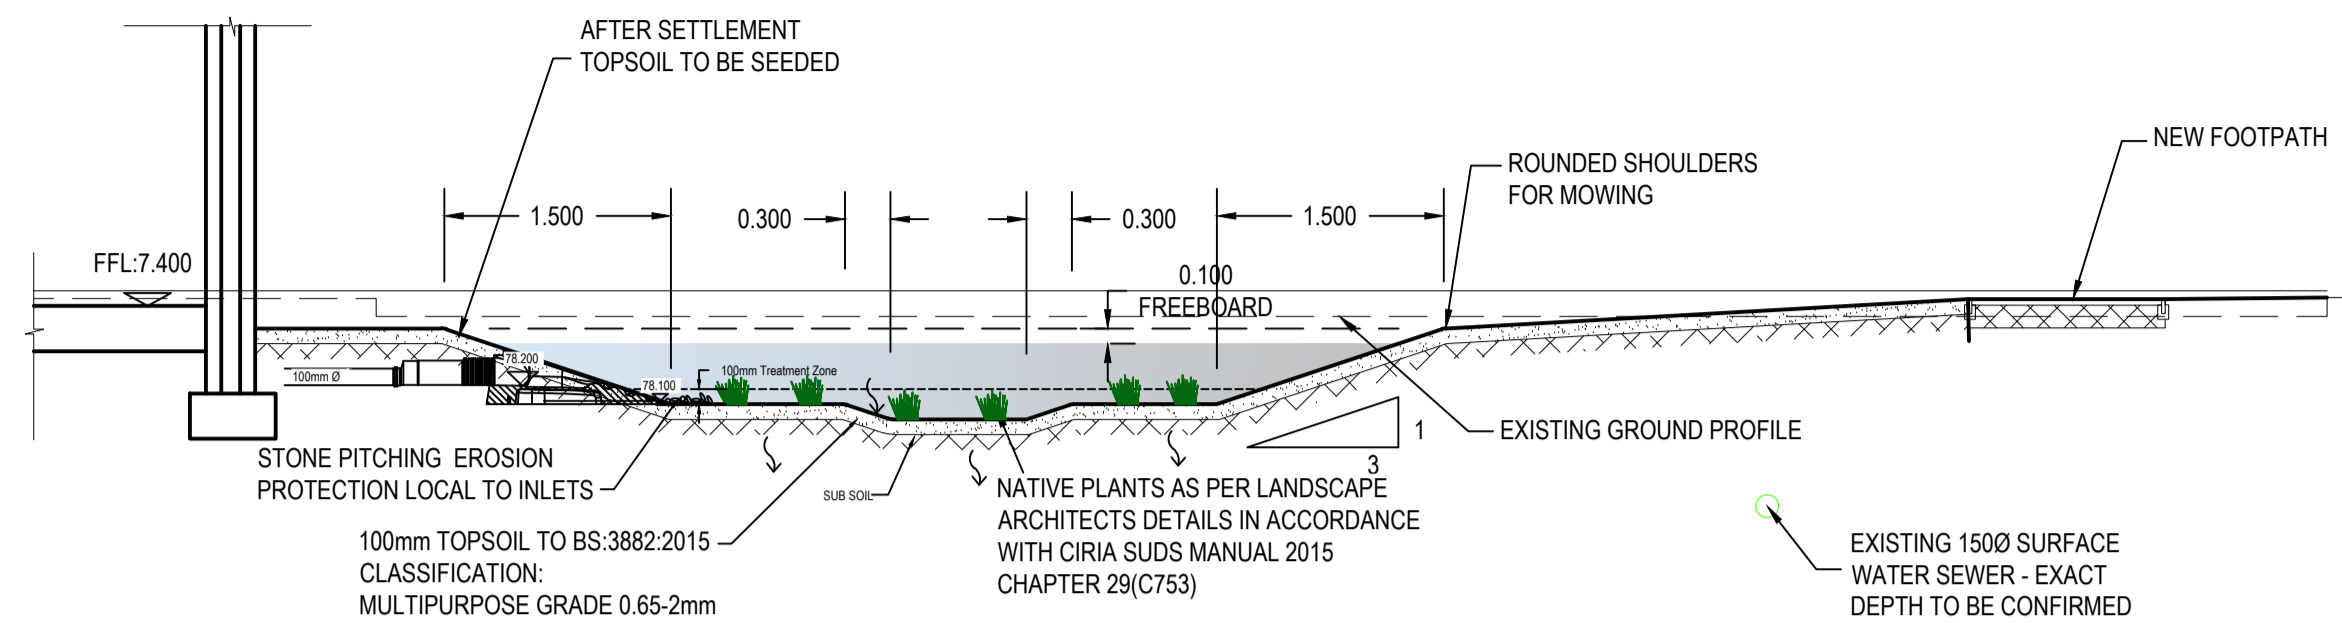 AFTER SETTLEMENT
TOPSOIL TO BE SEEDED
NEW FOOTPATH
ROUNDED SHOULDERS
FOR MOWING
1.500
0.300
0.300
1.500
FFL:7.400
0.100
FREEBOARD
78.200
100mm Ø
78.100
100mm Treatment Zone
1
3
EXISTING GROUND PROFILE
STONE PITCHING EROSION
PROTECTION LOCAL TO INLETS
SUB SOIL
NATIVE PLANTS AS PER LANDSCAPE
ARCHITECTS DETAILS IN ACCORDANCE
WITH CIRIA SUDS MANUAL 2015
CHAPTER 29(C753)
100mm TOPSOIL TO BS:3882:2015
CLASSIFICATION:
MULTIPURPOSE GRADE 0.65-2mm
EXISTING 150Ø SURFACE
WATER SEWER - EXACT
DEPTH TO BE CONFIRMED